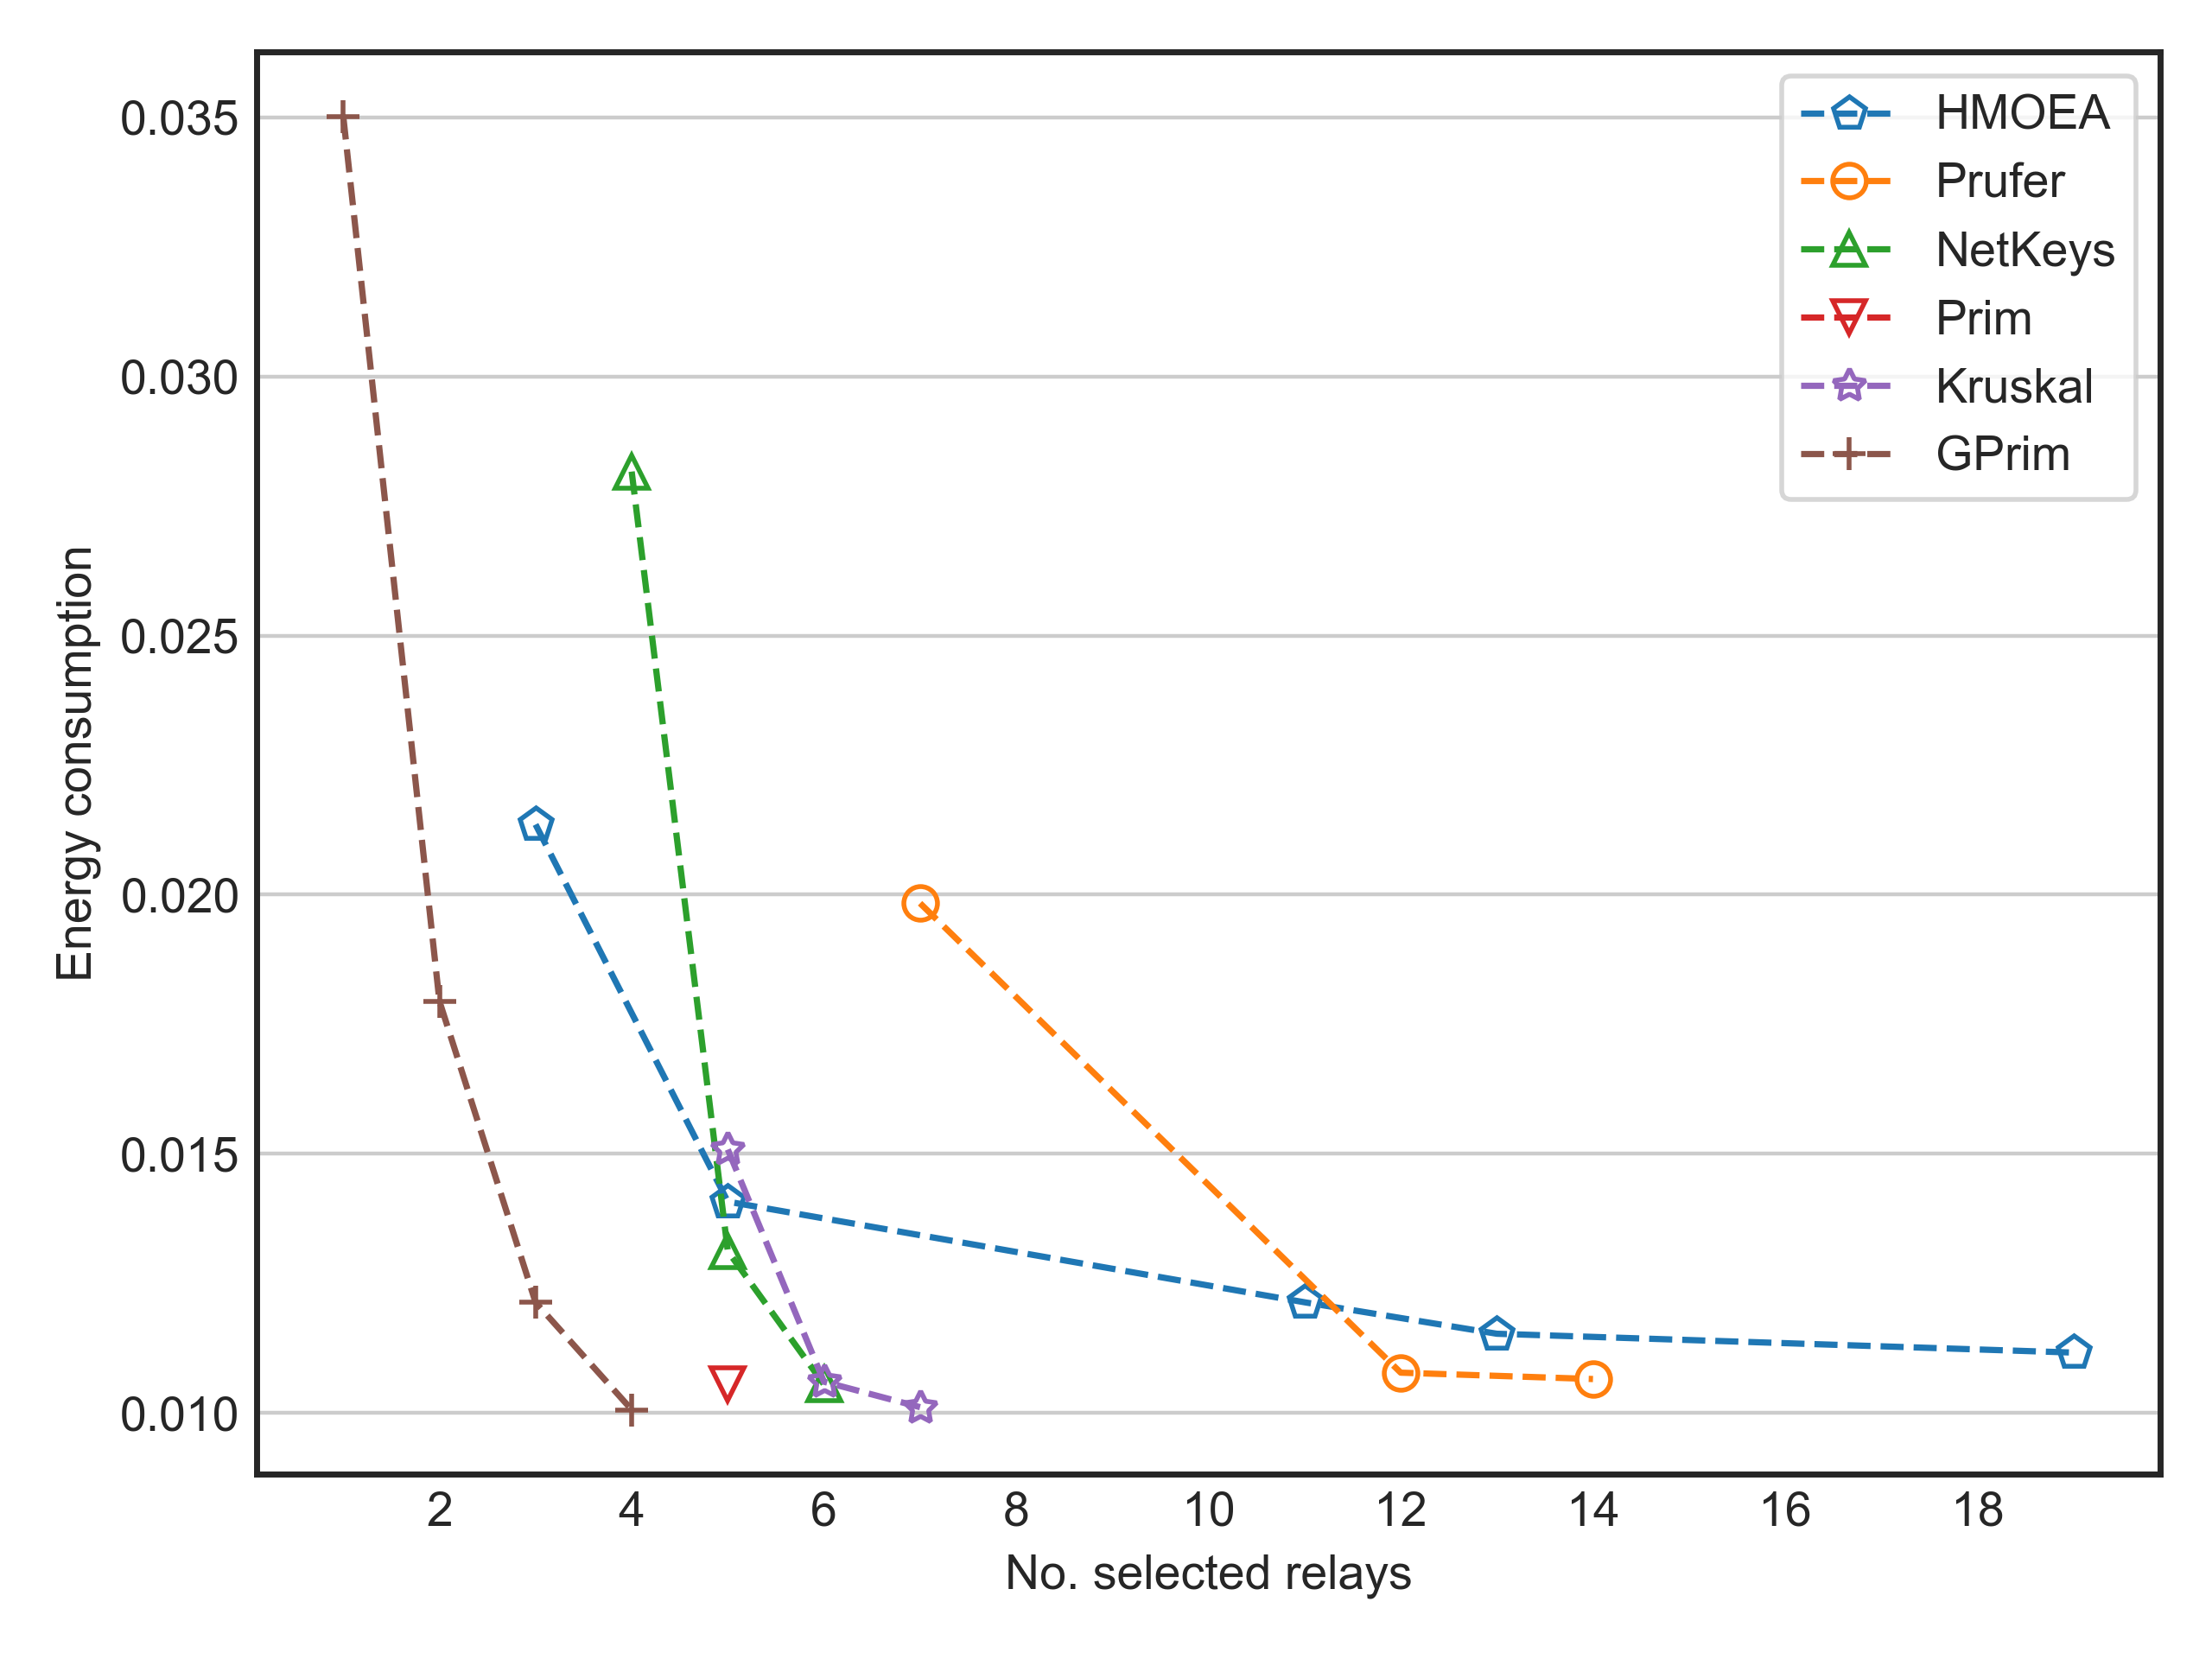 0.035
0.030
0.025
0.020
0.015
0.010
Energy consumption
2 4 6 8 10 12 14 16 18
No. selected relays
HMOEA
Prufer
NetKeys
Prim
Kruskal
GPrim